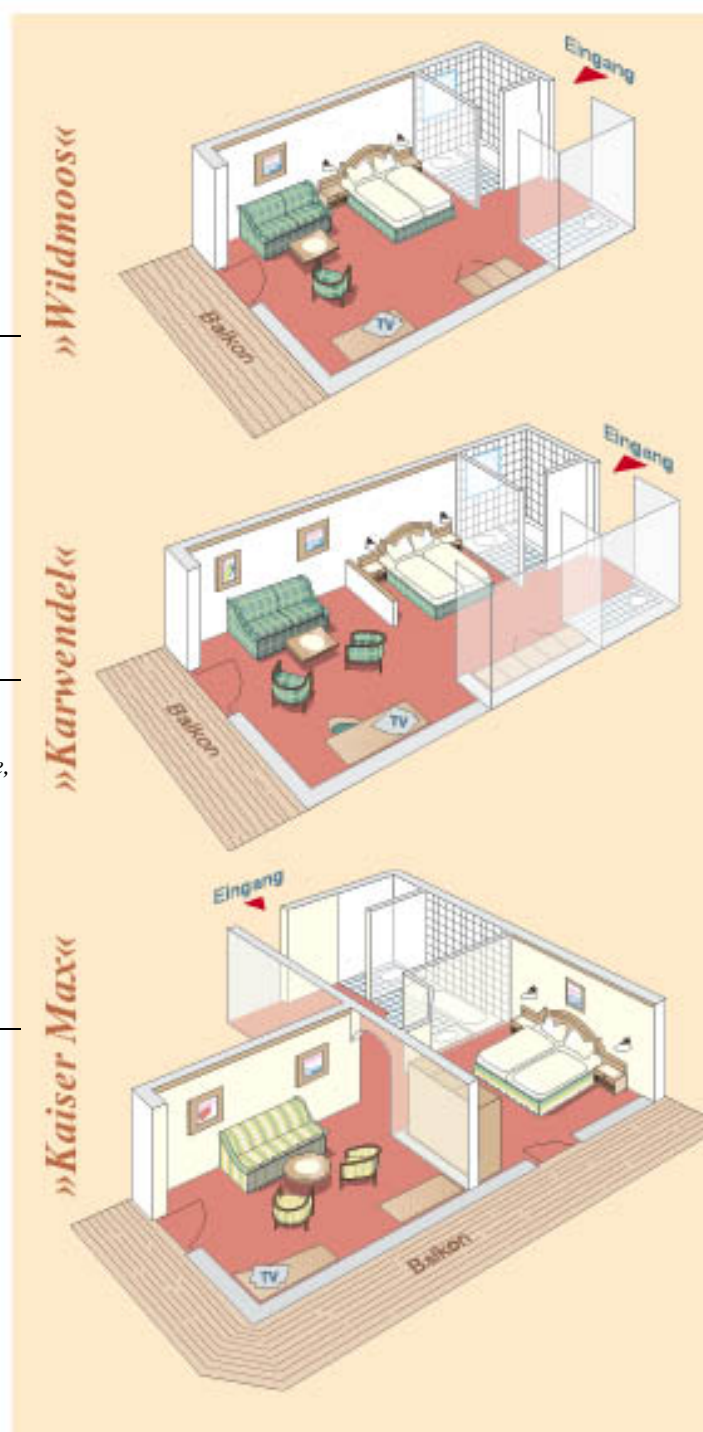 Eingang
»Wildmoos«
TV
Balkon
Eingang
»Karwendel«
TV
Balkon
e,
Eingang
»Kaiser Max«
Balkon
TV